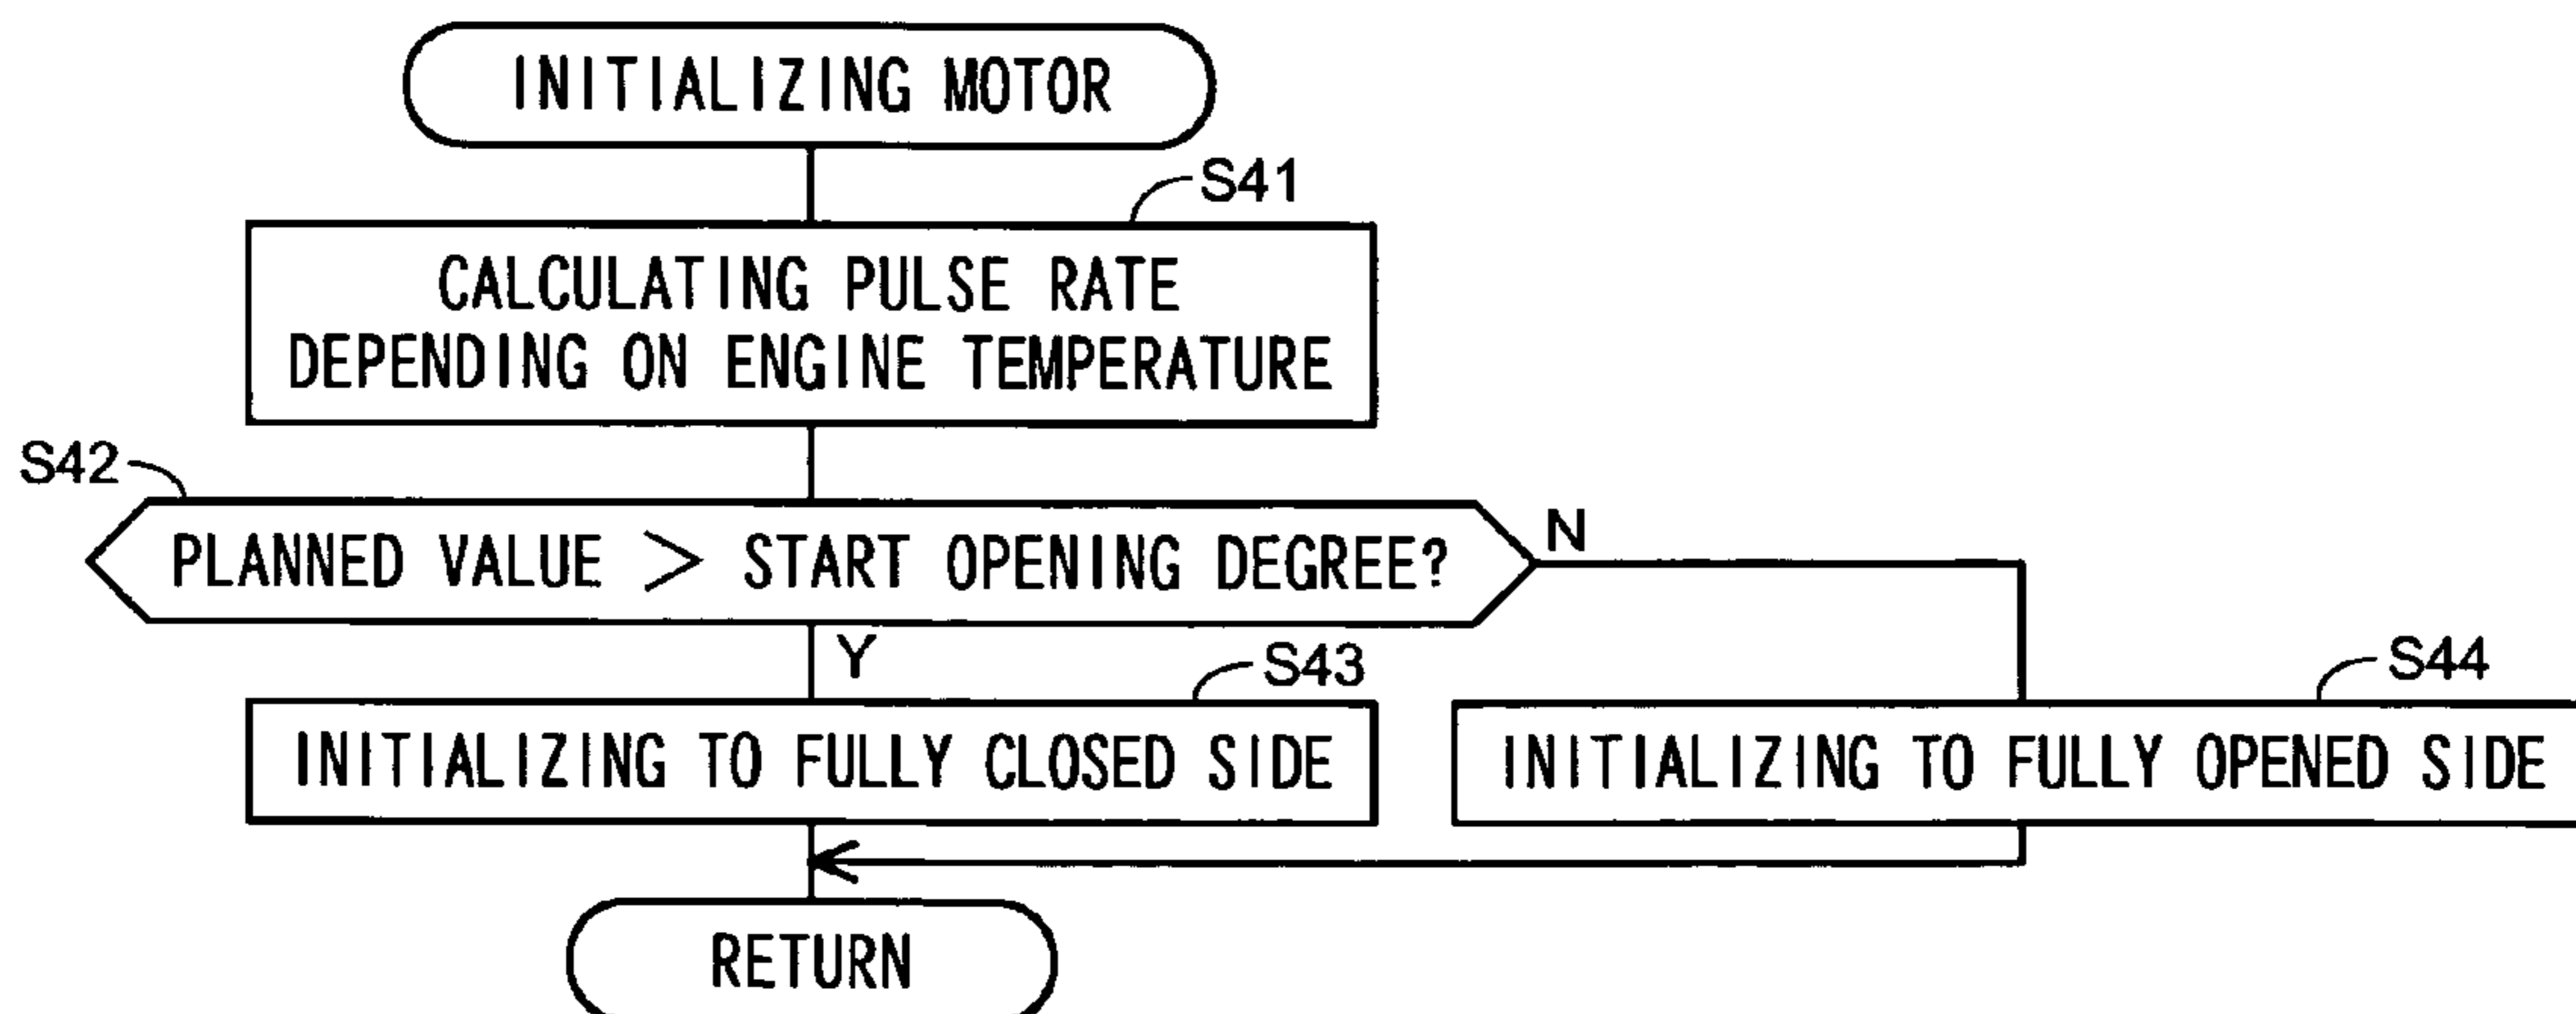 INITIALIZING MOTOR
S41
CALCULATING PULSE RATE
DEPENDING ON ENGINE TEMPERATURE
S42
PLANNED VALUE > START OPENING DEGREE?
N
Y
S43
INITIALIZING TO FULLY CLOSED SIDE
S44
INITIALIZING TO FULLY OPENED SIDE
RETURN